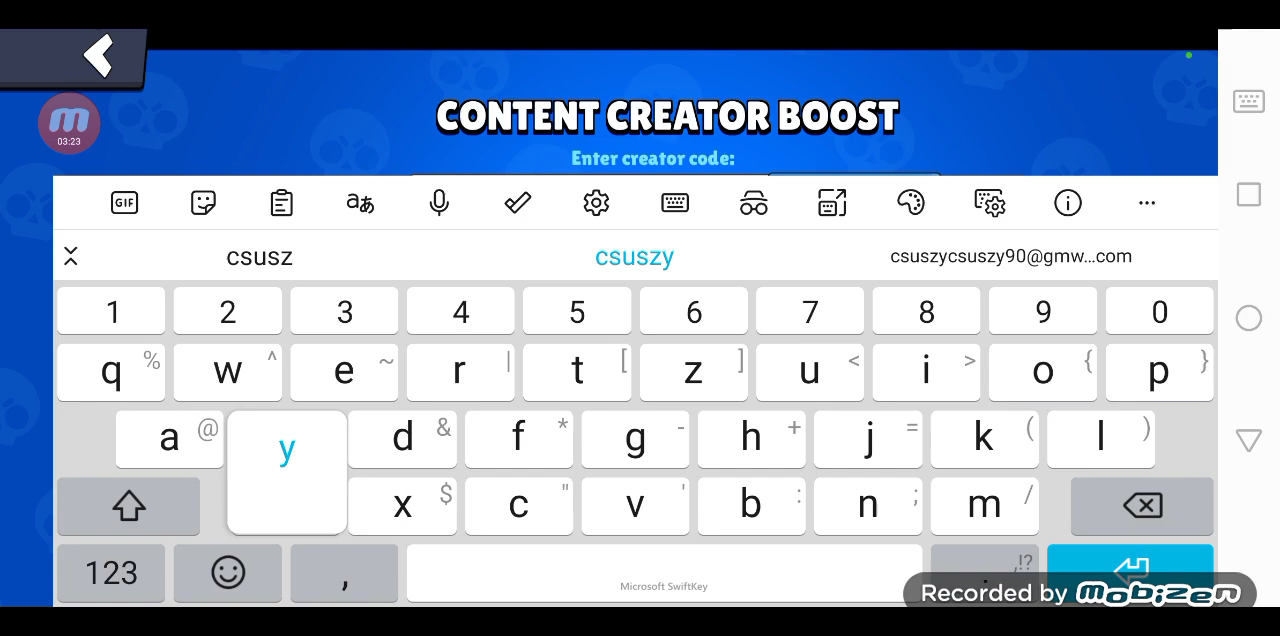 CONTENT CREATOR BOOST
03:23
Enter creator code:
GIF aあ ...
csusz csuszy csuszycsuszy90@gmw...com
1 2 3 4 5 6 7 8 9 0
q % w ^ e ~ r | t [ z ] u < i > o { p }
a @ y d & f * g - h + j = k ( l )
x $ c " v ' b : n ; m /
123 , Microsoft SwiftKey . ,!?
Recorded by mobizen